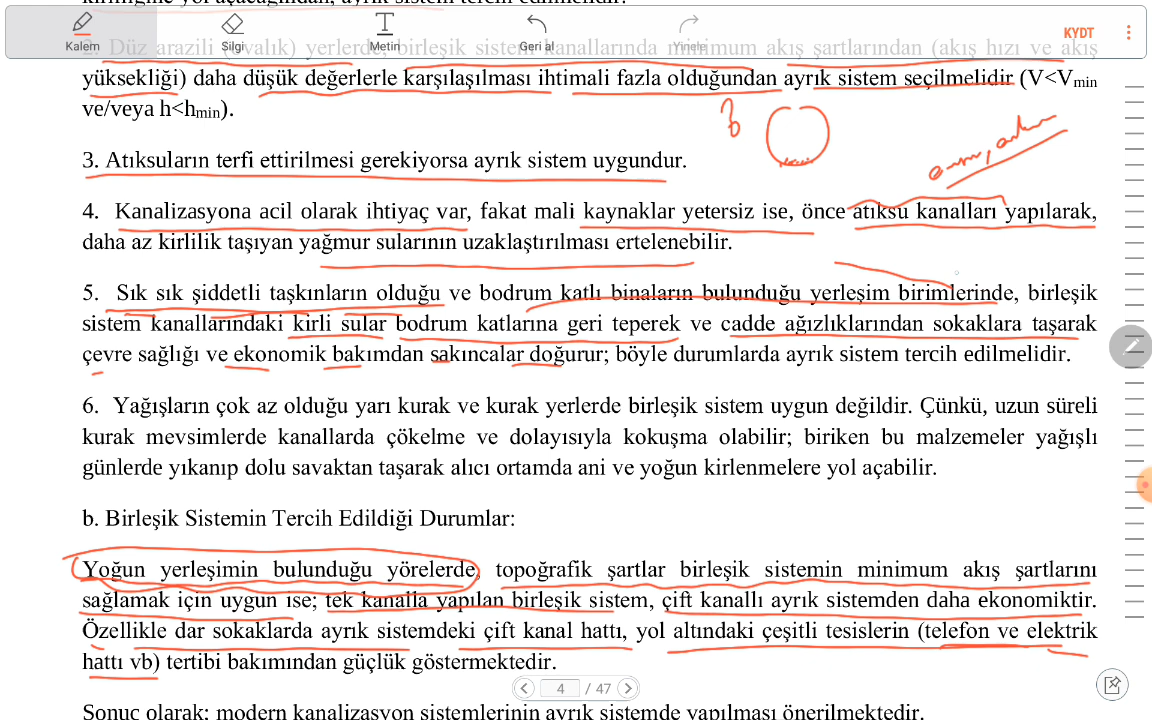 kirliliğine yol açacağından, ayrık sistem tercih edilmelidir.
Kalem Silgi Metin Geri al Yinele KYDT
2. Düz arazili (ovalık) yerlerde, birleşik sistem kanallarında minimum akış şartlarından (akış hızı ve akış
yüksekliği) daha düşük değerlerle karşılaşılması ihtimali fazla olduğundan ayrık sistem seçilmelidir (V<Vmin
ve/veya h<hmin).
3. Atıksuların terfi ettirilmesi gerekiyorsa ayrık sistem uygundur.
4. Kanalizasyona acil olarak ihtiyaç var, fakat mali kaynaklar yetersiz ise, önce atıksu kanalları yapılarak,
daha az kirlilik taşıyan yağmur sularının uzaklaştırılması ertelenebilir.
5. Sık sık şiddetli taşkınların olduğu ve bodrum katlı binaların bulunduğu yerleşim birimlerinde, birleşik
sistem kanallarındaki kirli sular bodrum katlarına geri teperek ve cadde ağızlıklarından sokaklara taşarak
çevre sağlığı ve ekonomik bakımdan sakıncalar doğurur; böyle durumlarda ayrık sistem tercih edilmelidir.
6. Yağışların çok az olduğu yarı kurak ve kurak yerlerde birleşik sistem uygun değildir. Çünkü, uzun süreli
kurak mevsimlerde kanallarda çökelme ve dolayısıyla kokuşma olabilir; biriken bu malzemeler yağışlı
günlerde yıkanıp dolu savaktan taşarak alıcı ortamda ani ve yoğun kirlenmelere yol açabilir.
b. Birleşik Sistemin Tercih Edildiği Durumlar:
Yoğun yerleşimin bulunduğu yörelerde, topoğrafik şartlar birleşik sistemin minimum akış şartlarını
sağlamak için uygun ise; tek kanalla yapılan birleşik sistem, çift kanallı ayrık sistemden daha ekonomiktir.
Özellikle dar sokaklarda ayrık sistemdeki çift kanal hattı, yol altındaki çeşitli tesislerin (telefon ve elektrik
hattı vb) tertibi bakımından güçlük göstermektedir.
4 / 47
Sonuç olarak; modern kanalizasyon sistemlerinin ayrık sistemde yapılması önerilmektedir.